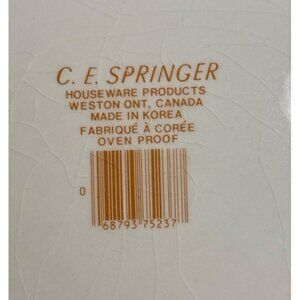 C. E. SPRINGER
HOUSEWARE PRODUCTS
WESTON ONT, CANADA
MADE IN KOREA
FABRIQUÉ À CORÉE
OVEN PROOF
0 68793 75237